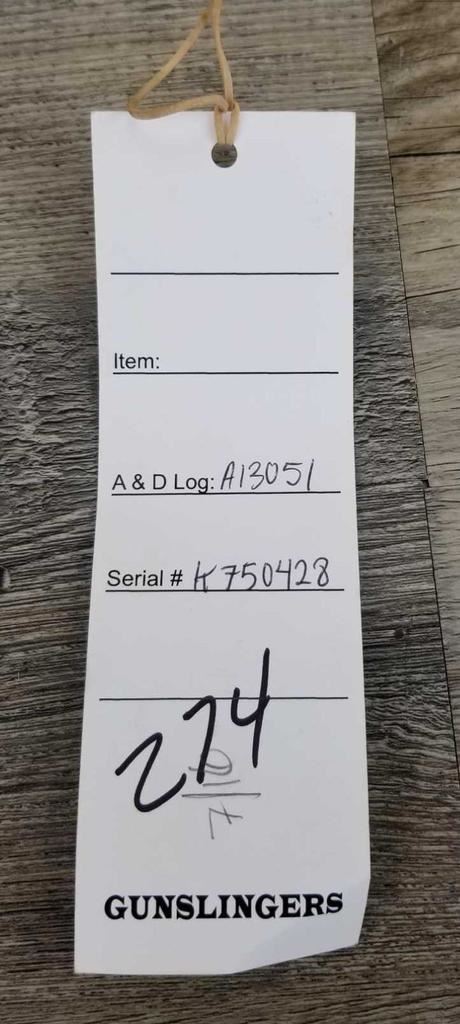 Item:
A & D Log: A13051
Serial # K750428
274
GUNSLINGERS